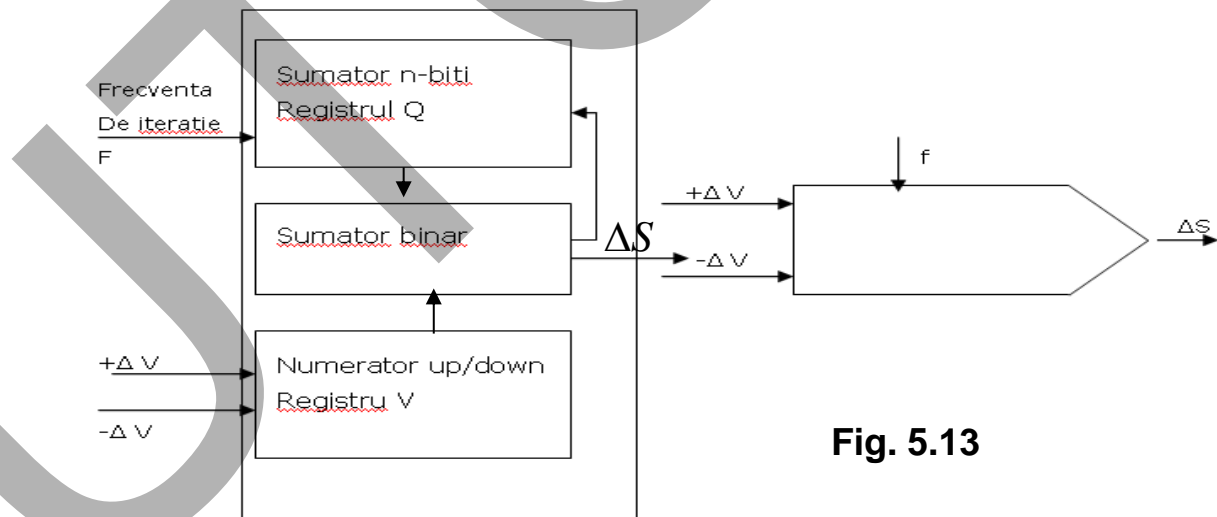 Sumator n-biti
Registrul Q
Frecventa
De iteratie
F
Sumator binar
ΔS
Numerator up/down
Registru V
+Δ V
-Δ V
f
+Δ V
-Δ V
ΔS
Fig. 5.13